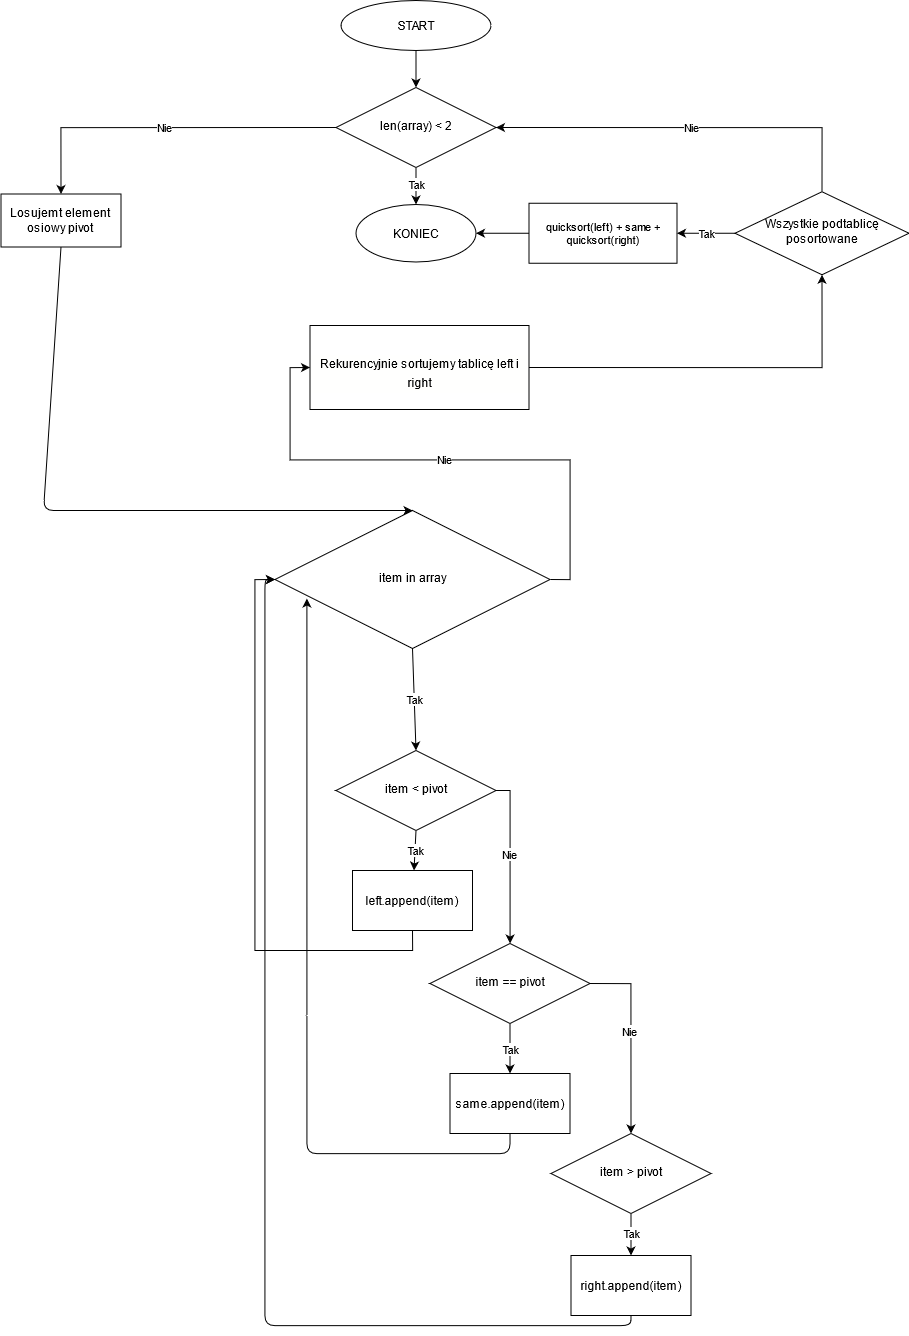 START
len(array) < 2
Nie
Nie
Tak
Losujemt element
osiowy pivot
KONIEC
quicksort(left) + same +
quicksort(right)
Tak
Wszystkie podtablicę
posortowane
Rekurencyjnie sortujemy tablicę left i
right
Nie
item in array
Tak
item < pivot
Tak
Nie
left.append(item)
item == pivot
Nie
Tak
same.append(item)
item > pivot
Tak
right.append(item)